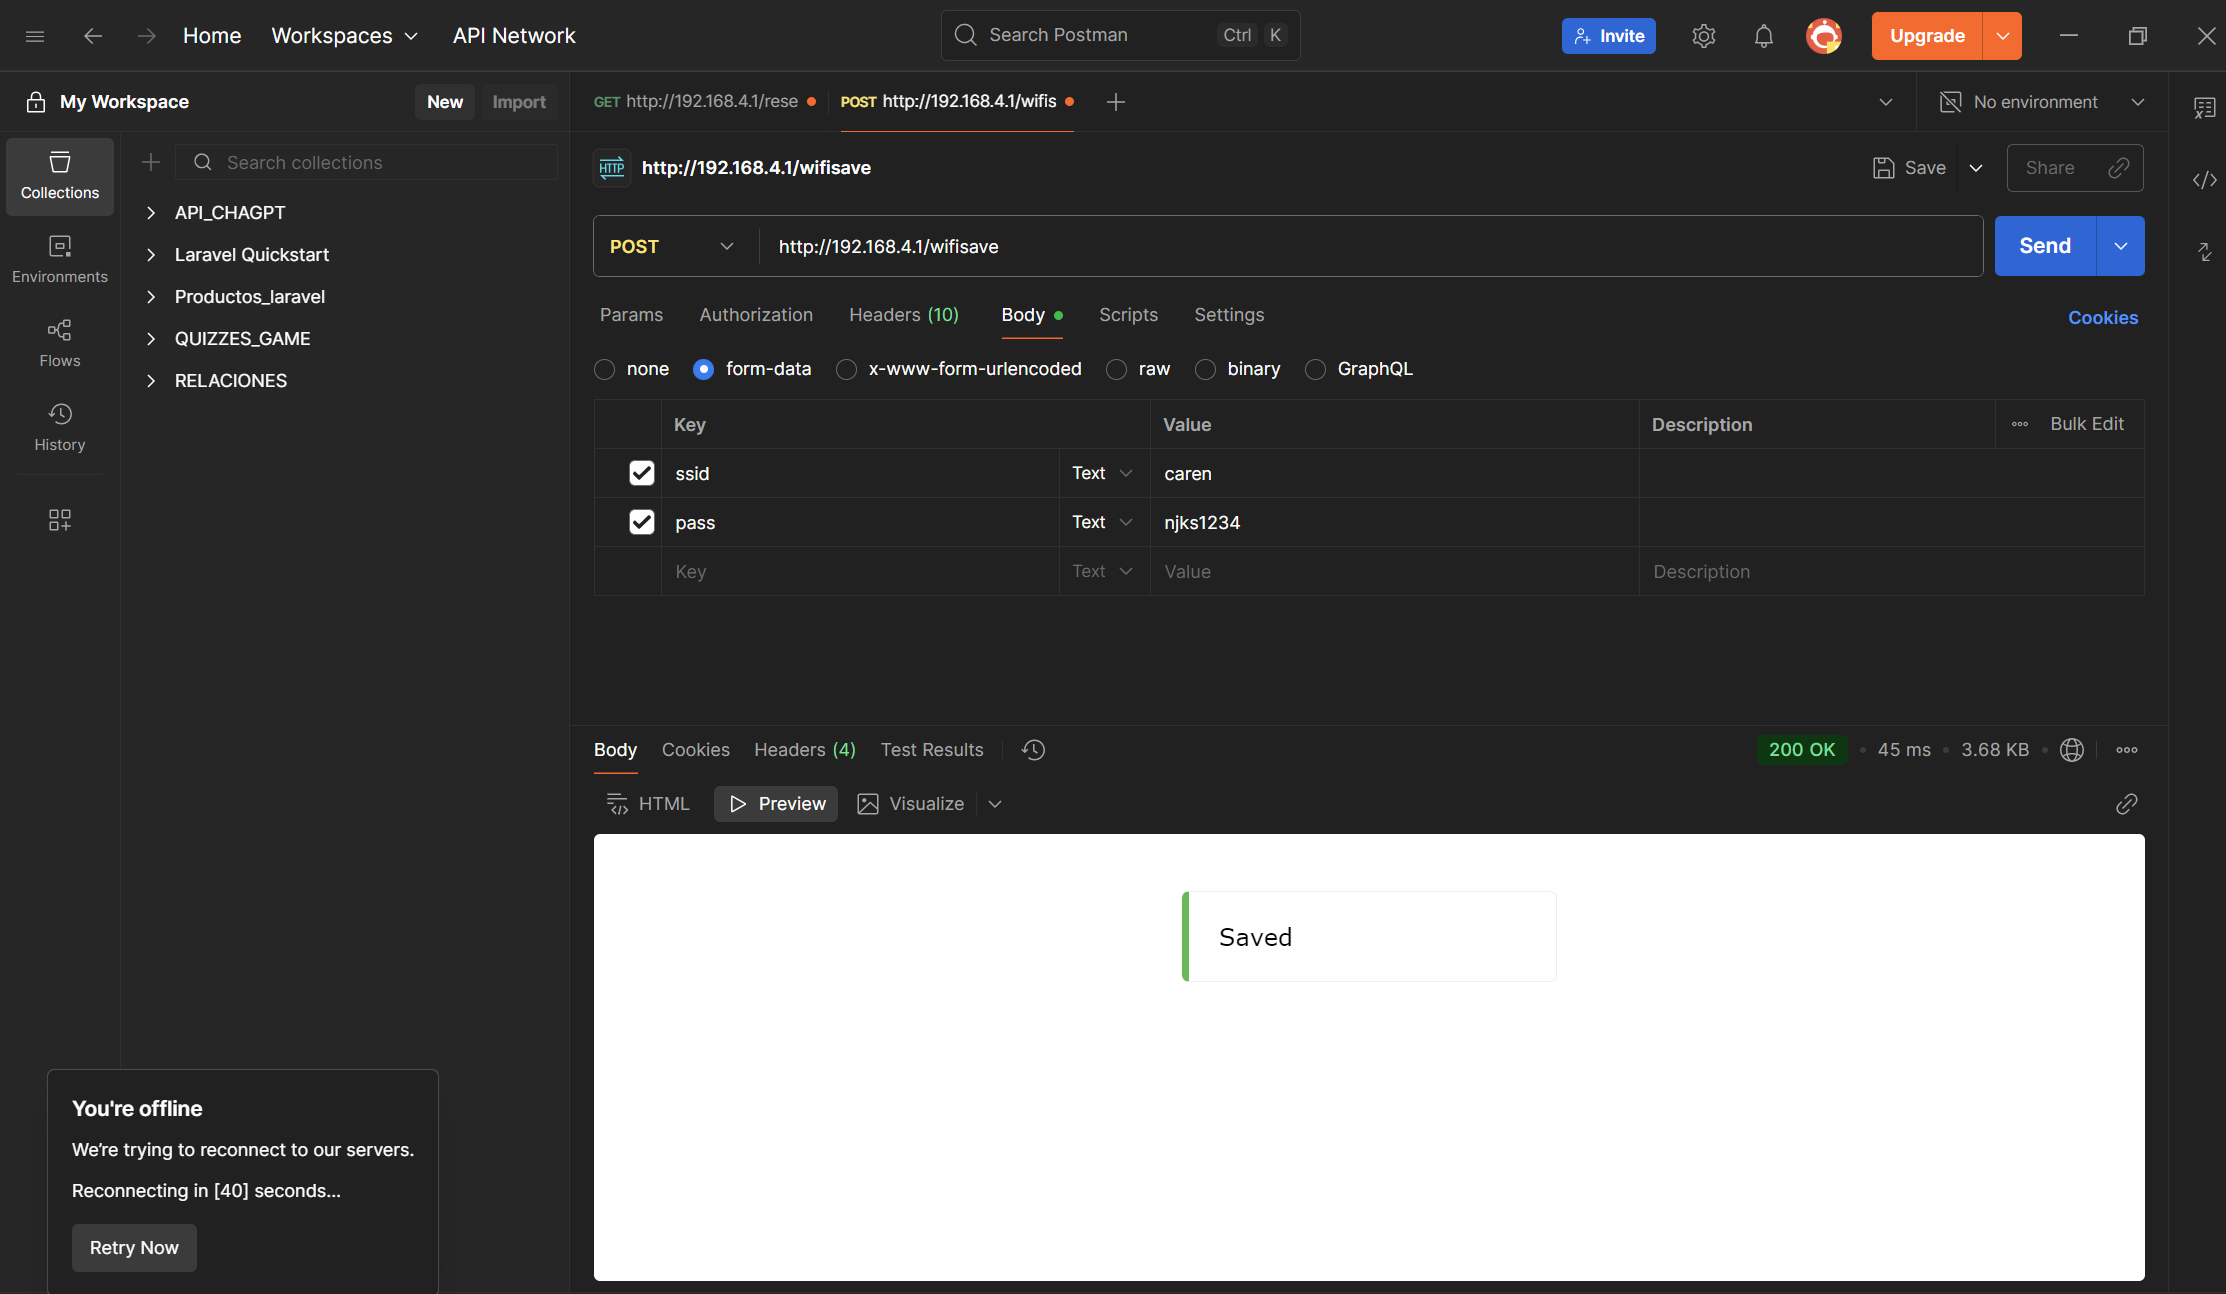 Home Workspaces API Network Search Postman Ctrl K Invite Upgrade
My Workspace New Import
GET http://192.168.4.1/rese POST http://192.168.4.1/wifis No environment
Collections
Environments
Flows
History
Search collections
API_CHAGPT
Laravel Quickstart
Productos_laravel
QUIZZES_GAME
RELACIONES
HTTP http://192.168.4.1/wifisave Save Share
POST http://192.168.4.1/wifisave Send
Params Authorization Headers (10) Body Scripts Settings Cookies
none form-data x-www-form-urlencoded raw binary GraphQL
Key Value Description Bulk Edit
ssid Text caren
pass Text njks1234
Key Text Value Description
Body Cookies Headers (4) Test Results 200 OK 45 ms 3.68 KB
HTML Preview Visualize
Saved
You're offline
We're trying to reconnect to our servers.
Reconnecting in [40] seconds...
Retry Now